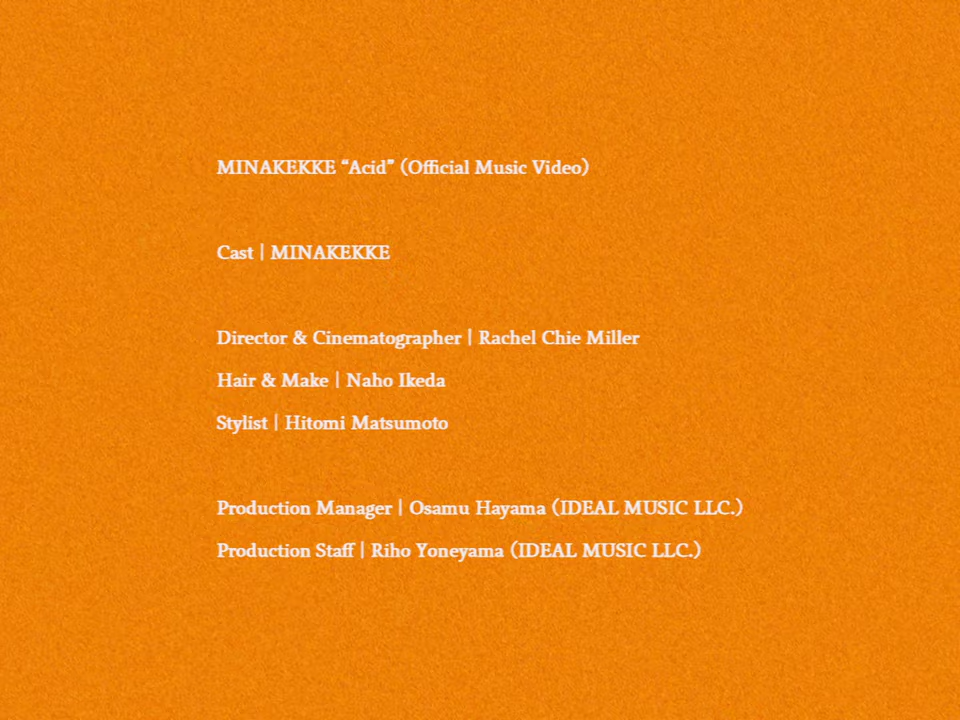 MINAKEKKE “Acid” (Official Music Video)
Cast | MINAKEKKE
Director & Cinematographer | Rachel Chie Miller
Hair & Make | Naho Ikeda
Stylist | Hitomi Matsumoto
Production Manager | Osamu Hayama (IDEAL MUSIC LLC.)
Production Staff | Riho Yoneyama (IDEAL MUSIC LLC.)